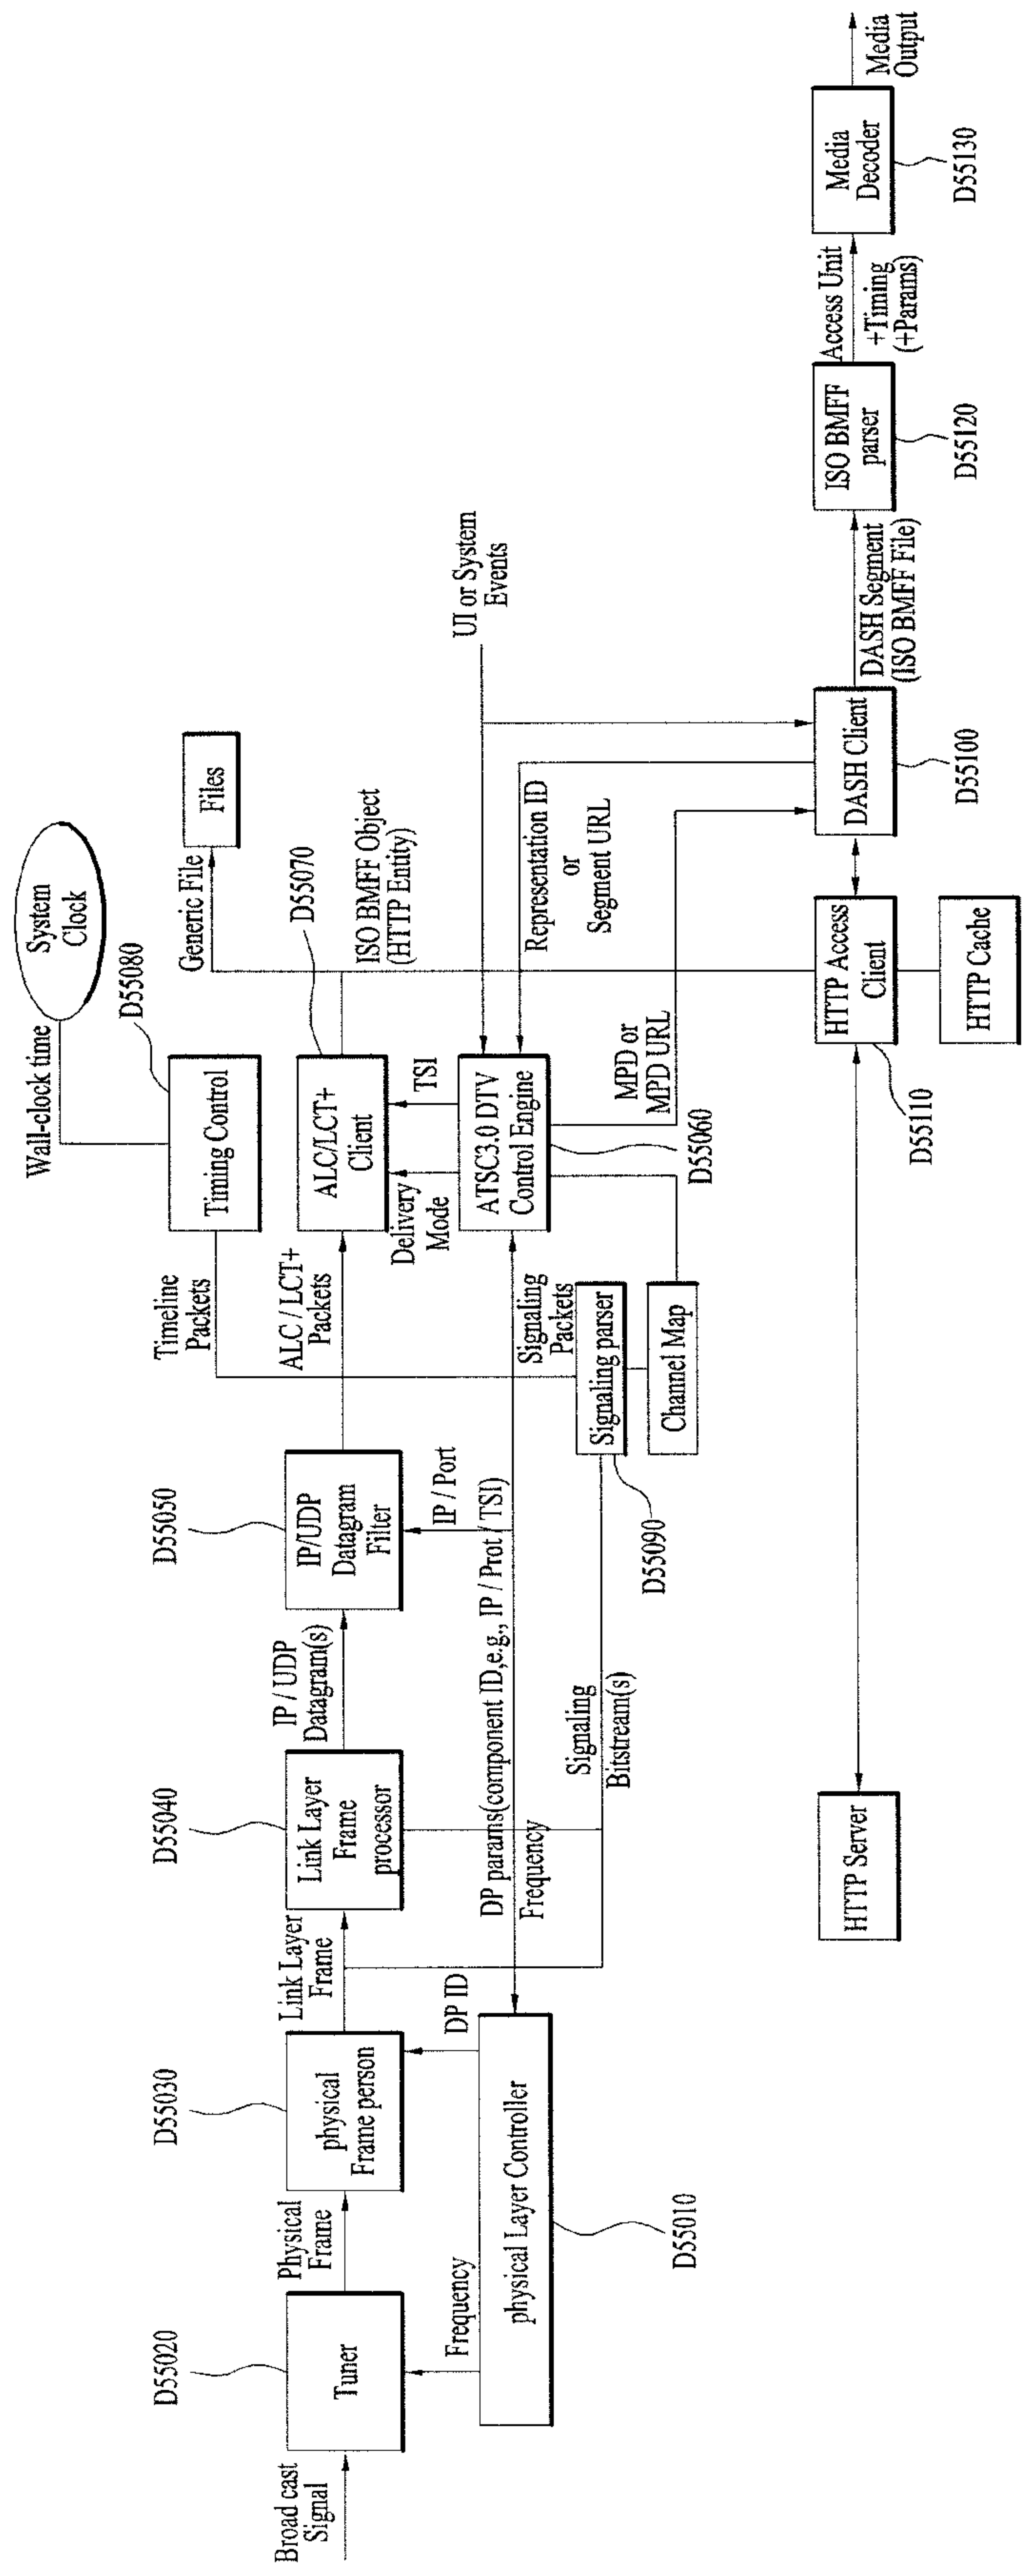 Broad cast
Signal
D55020
Tuner
Frequency
Physical
Frame
D55030
physical
Frame person
DP ID
physical Layer Controller
D55010
Link Layer
Frame
D55040
Link Layer
Frame
processor
IP / UDP
Datagram(s)
D55050
IP/UDP
Datagram
Filter
IP / Port
DP params(component ID,e.g., IP / Prot / TSI)
Frequency
Signaling
Bitstream(s)
D55090
Signaling parser
Channel Map
Signaling
Packets
Timeline
Packets
ALC / LCT+
Packets
Wall-clock time
System
Clock
D55080
Timing Control
D55070
ALC/LCT+
Client
Delivery
Mode
TSI
ATSC3.0 DTV
Control Engine
D55060
Generic File
Files
ISO BMFF Object
(HTTP Entity)
UI or System
Events
Representation ID
or
Segment URL
MPD or
MPD URL
HTTP Server
HTTP Access
Client
D55110
HTTP Cache
DASH Client
D55100
DASH Segment
(ISO BMFF File)
ISO BMFF
parser
D55120
Access Unit
+Timing
(+Params)
Media
Decoder
D55130
Media
Output